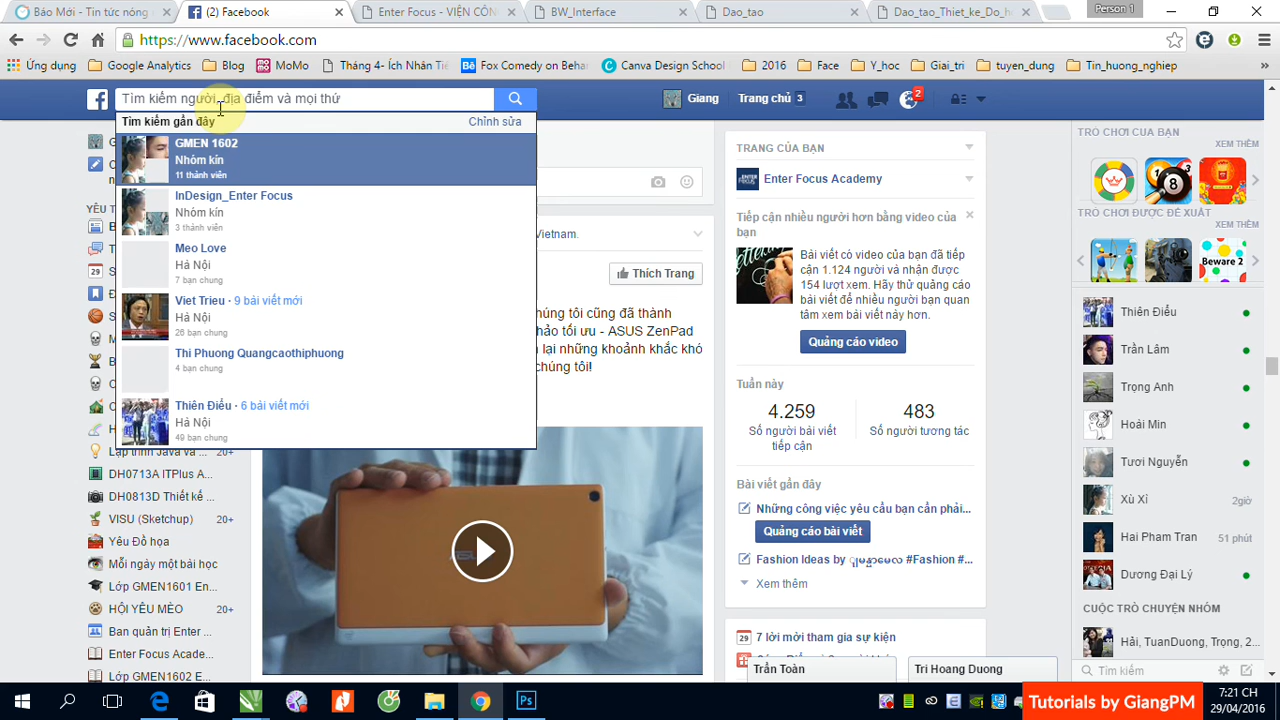 Báo Mới - Tin tức nóng
(2) Facebook
Enter Focus - VIỆN CÔN
BW_Interface
Dao_tao
Dao_tao_Thiet_ke_Do_h
Person 1
https://www.facebook.com
Ứng dụng
Google Analytics
Blog
MoMo
Tháng 4- Ích Nhân Ti
Fox Comedy on Behan
Canva Design School
2016
Face
Y_hoc
Giai_tri
tuyen_dung
Tin_huong_nghiep
Tìm kiếm người, địa điểm và mọi thứ
Giang
Trang chủ 3
2
Tìm kiếm gần đây
Chỉnh sửa
GMEN 1602
Nhóm kín
11 thành viên
InDesign_Enter Focus
Nhóm kín
3 thành viên
Meo Love
Hà Nội
7 bạn chung
Viet Trieu · 9 bài viết mới
Hà Nội
26 bạn chung
Thi Phuong Quangcaothiphuong
4 bạn chung
Thiên Điểu · 6 bài viết mới
Hà Nội
49 bạn chung
Lập trình Java và ...
20+
DH0713A ITPlus A...
DH0813D Thiết kế ...
VISU (Sketchup)
20+
Yêu Đồ họa
Mỗi ngày một bài học
Lớp GMEN1601 En...
HỘI YÊU MÈO
20+
Ban quản trị Enter ...
Enter Focus Acade...
Lớp GMEN1602 E...
Vietnam.
Thích Trang
húng tôi cũng đã thành
hảo tối ưu - ASUS ZenPad
lại những khoảnh khắc khó
chúng tôi!
TRANG CỦA BẠN
Enter Focus Academy
Tiếp cận nhiều người hơn bằng video của
bạn
Bài viết có video của bạn đã tiếp
cận 1.124 người và nhận được
154 lượt xem. Hãy thử quảng cáo
bài viết để nhiều người quan
tâm xem bài viết này hơn.
Quảng cáo video
Tuần này
4.259
Số người bài viết
tiếp cận
483
Số người tương tác
Bài viết gần đây
Những công việc yêu cầu bạn cần phải...
Quảng cáo bài viết
Fashion Ideas by
#Fashion #...
Xem thêm
29
7 lời mời tham gia sự kiện
Trần Toàn
Tri Hoang Duong
TRÒ CHƠI CỦA BẠN
XEM THÊM
8
TRÒ CHƠI ĐƯỢC ĐỀ XUẤT
XEM THÊM
Beware 2
Thiên Điểu
Trần Lâm
Trọng Anh
Hoài Min
Tươi Nguyễn
Xù Xỉ
2giờ
Hai Pham Tran
51 phút
Dương Đại Lý
CUỘC TRÒ CHUYỆN NHÓM
Hải, TuanDuong, Trọng, 2...
Tìm kiếm
Ps
Tutorials by GiangPM
7:21 CH
29/04/2016